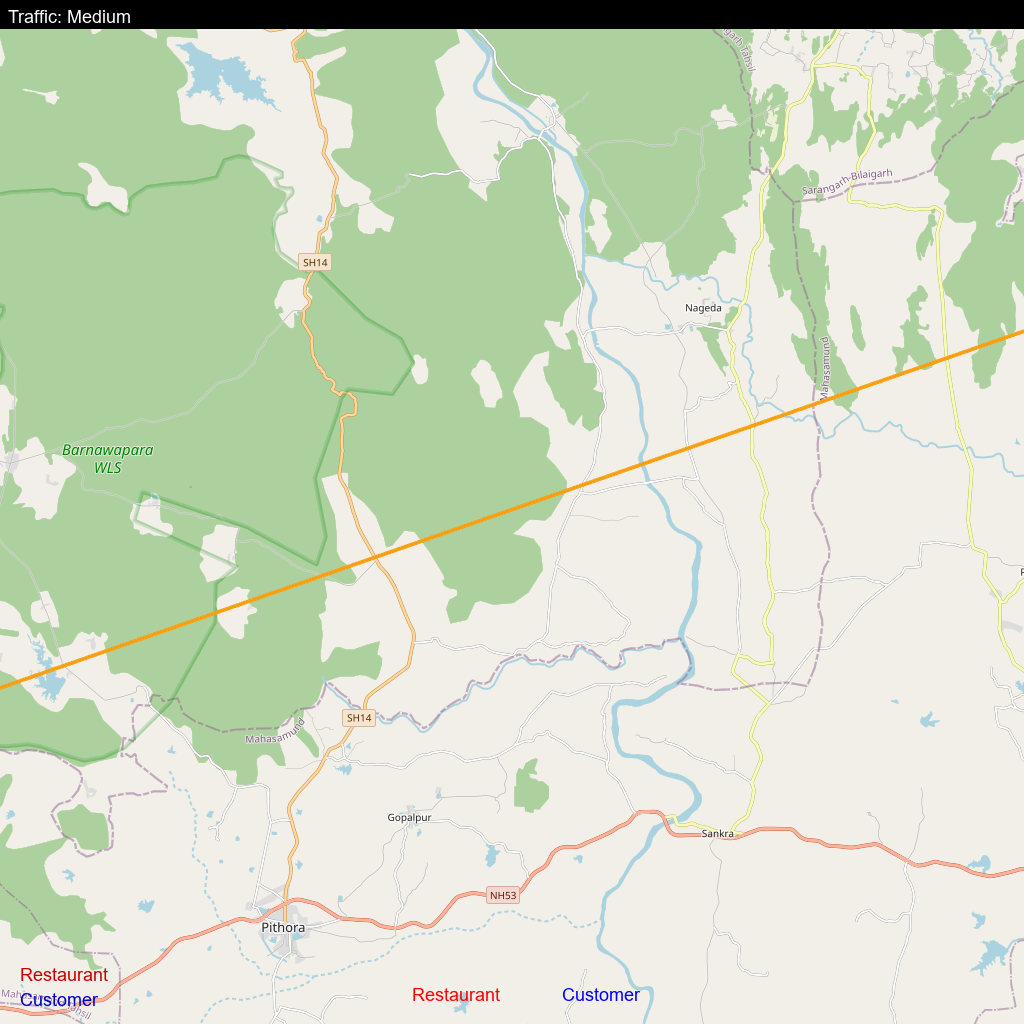 Traffic: Medium
garh Tahsil
Sarangarh-Bilaigarh
SH14
Nageda
Mahasamund
Barnawapara
WLS
SH14
Mahasamund
Gopalpur
Sankra
NH53
Pithora
Restaurant
Customer
Restaurant
Customer